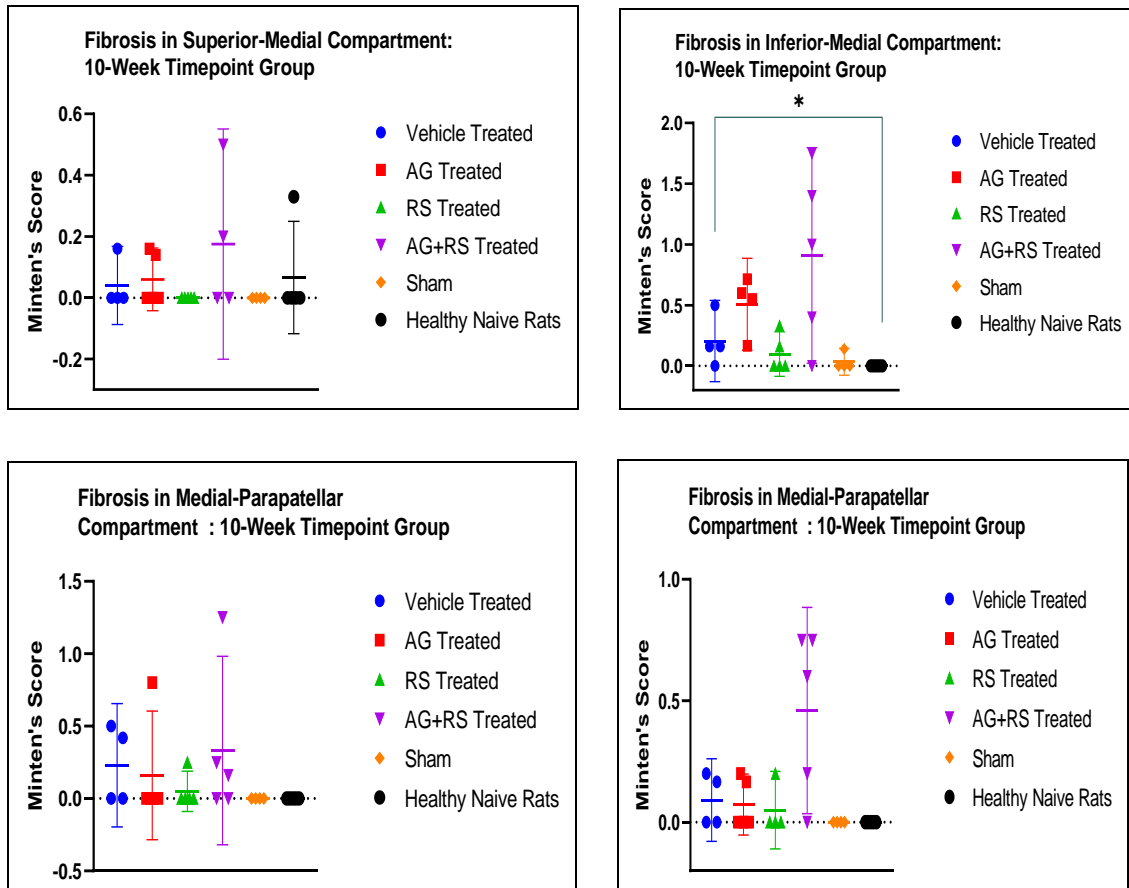 Fibrosis in Superior-Medial Compartment:
10-Week Timepoint Group
Minten's Score
0.6
0.4
0.2
0.0
-0.2
Vehicle Treated
AG Treated
RS Treated
AG+RS Treated
Sham
Healthy Naive Rats
Fibrosis in Inferior-Medial Compartment:
10-Week Timepoint Group
*
Minten's Score
2.0
1.5
1.0
0.5
0.0
Vehicle Treated
AG Treated
RS Treated
AG+RS Treated
Sham
Healthy Naive Rats
Fibrosis in Medial-Parapatellar
Compartment : 10-Week Timepoint Group
Minten's Score
1.5
1.0
0.5
0.0
-0.5
Vehicle Treated
AG Treated
RS Treated
AG+RS Treated
Sham
Healthy Naive Rats
Fibrosis in Medial-Parapatellar
Compartment : 10-Week Timepoint Group
Minten's Score
1.0
0.5
0.0
Vehicle Treated
AG Treated
RS Treated
AG+RS Treated
Sham
Healthy Naive Rats